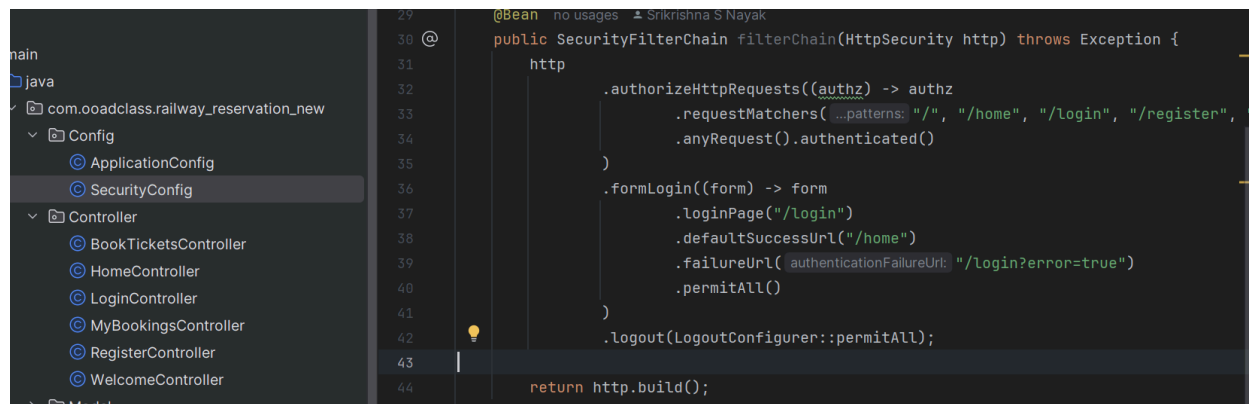 main
java
com.ooadclass.railway_reservation_new
Config
ApplicationConfig
SecurityConfig
Controller
BookTicketsController
HomeController
LoginController
MyBookingsController
RegisterController
WelcomeController
29 @Bean no usages Srikrishna S Nayak
30 public SecurityFilterChain filterChain(HttpSecurity http) throws Exception {
31 http
32 .authorizeHttpRequests((authz) -> authz
33 .requestMatchers( ...patterns: "/", "/home", "/login", "/register", "
34 .anyRequest().authenticated()
35 )
36 .formLogin((form) -> form
37 .loginPage("/login")
38 .defaultSuccessUrl("/home")
39 .failureUrl( authenticationFailureUrl: "/login?error=true")
40 .permitAll()
41 )
42 .logout(LogoutConfigurer::permitAll);
43
44 return http.build();